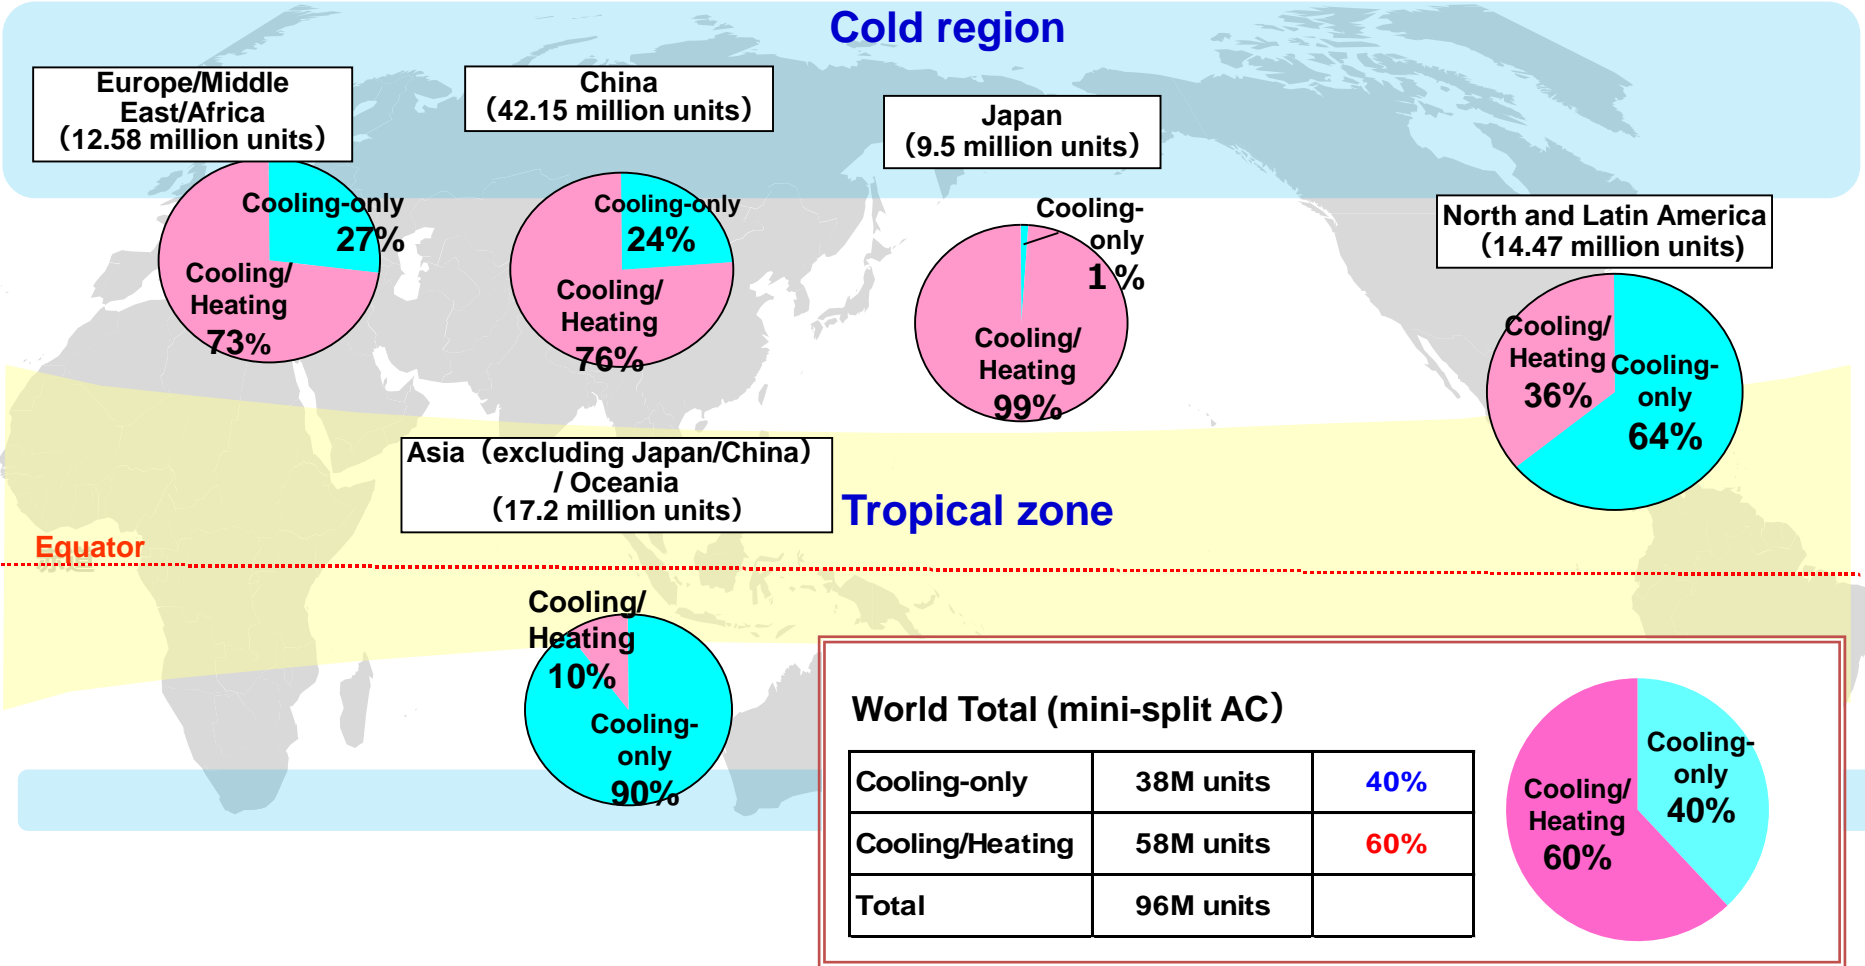 Cold region
Europe/Middle
East/Africa
（12.58 million units）
Cooling-only
27%
Cooling/
Heating
73%
China
（42.15 million units）
Cooling-only
24%
Cooling/
Heating
76%
Japan
（9.5 million units）
Cooling-
only
1 %
Cooling/
Heating
99%
North and Latin America
（14.47 million units)
Cooling/
Heating
36%
Cooling-
only
64%
Asia（excluding Japan/China）
/ Oceania
（17.2 million units）
Tropical zone
Equator
Cooling/
Heating
10%
Cooling-
only
90%
World Total (mini-split AC）
Cooling-only 38M units 40%
Cooling/Heating 58M units 60%
Total 96M units
Cooling-
only
40%
Cooling/
Heating
60%